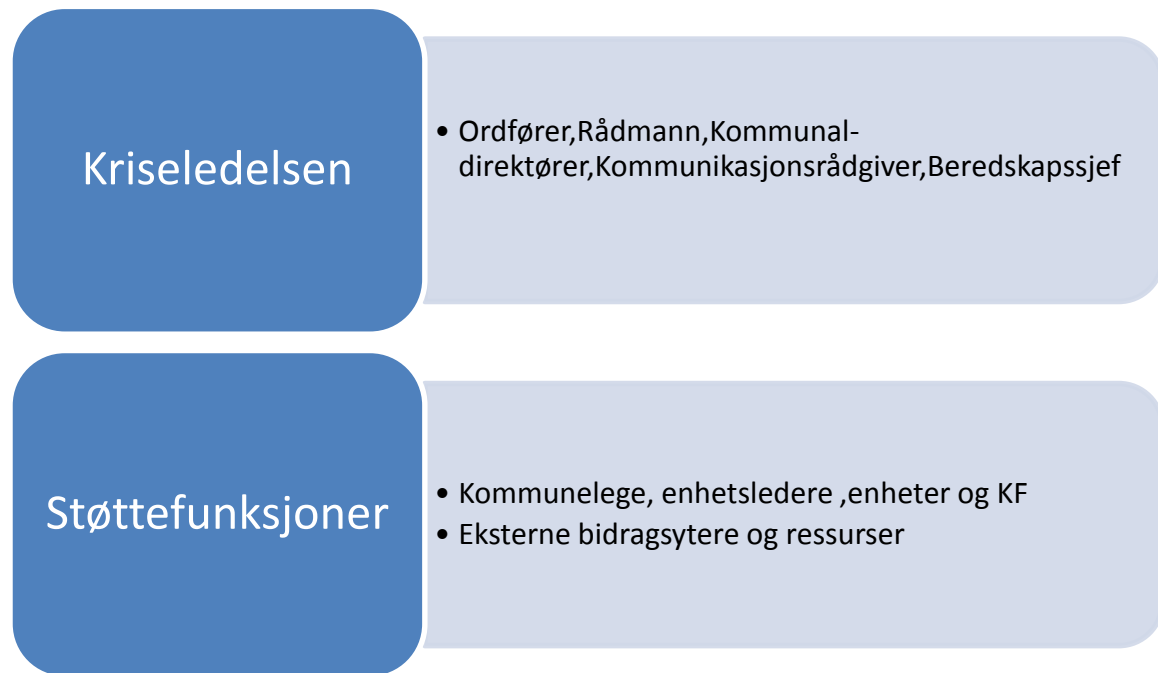 Kriseledelsen
• Ordfører,Rådmann,Kommunal-
direktører,Kommunikasjonsrådgiver,Beredskapssjef
Støttefunksjoner
• Kommunelege, enhetsledere ,enheter og KF
• Eksterne bidragsytere og ressurser